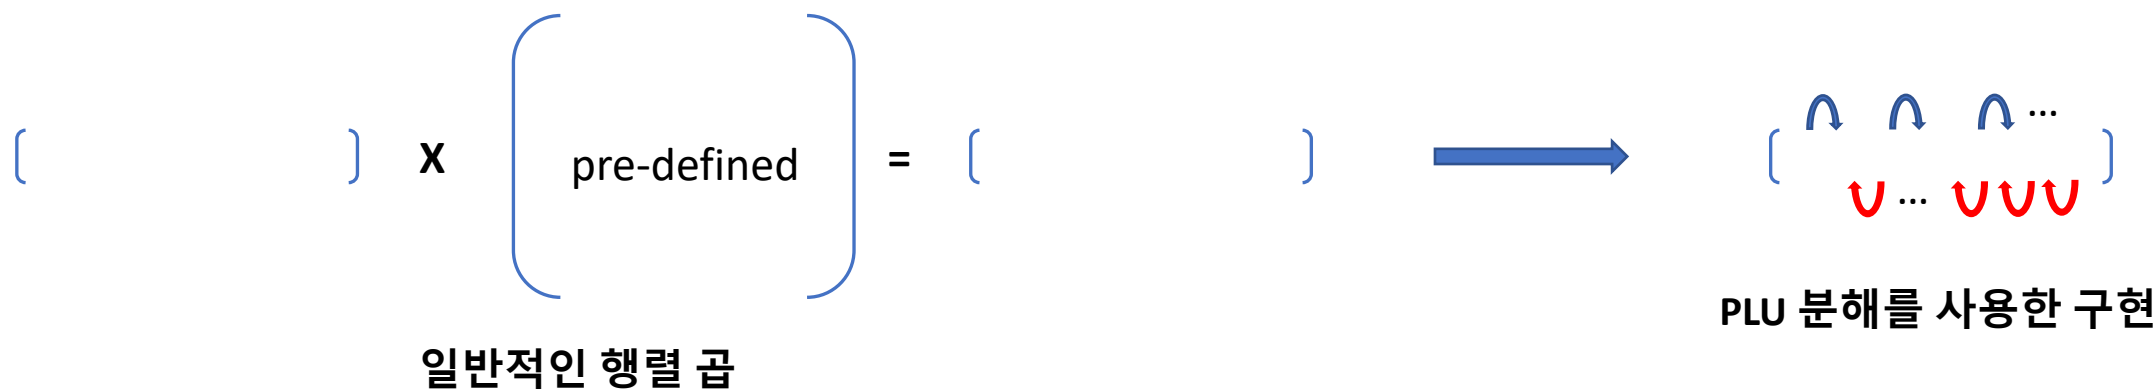 X pre-defined =
...
...
PLU 분해를 사용한 구현
일반적인 행렬 곱